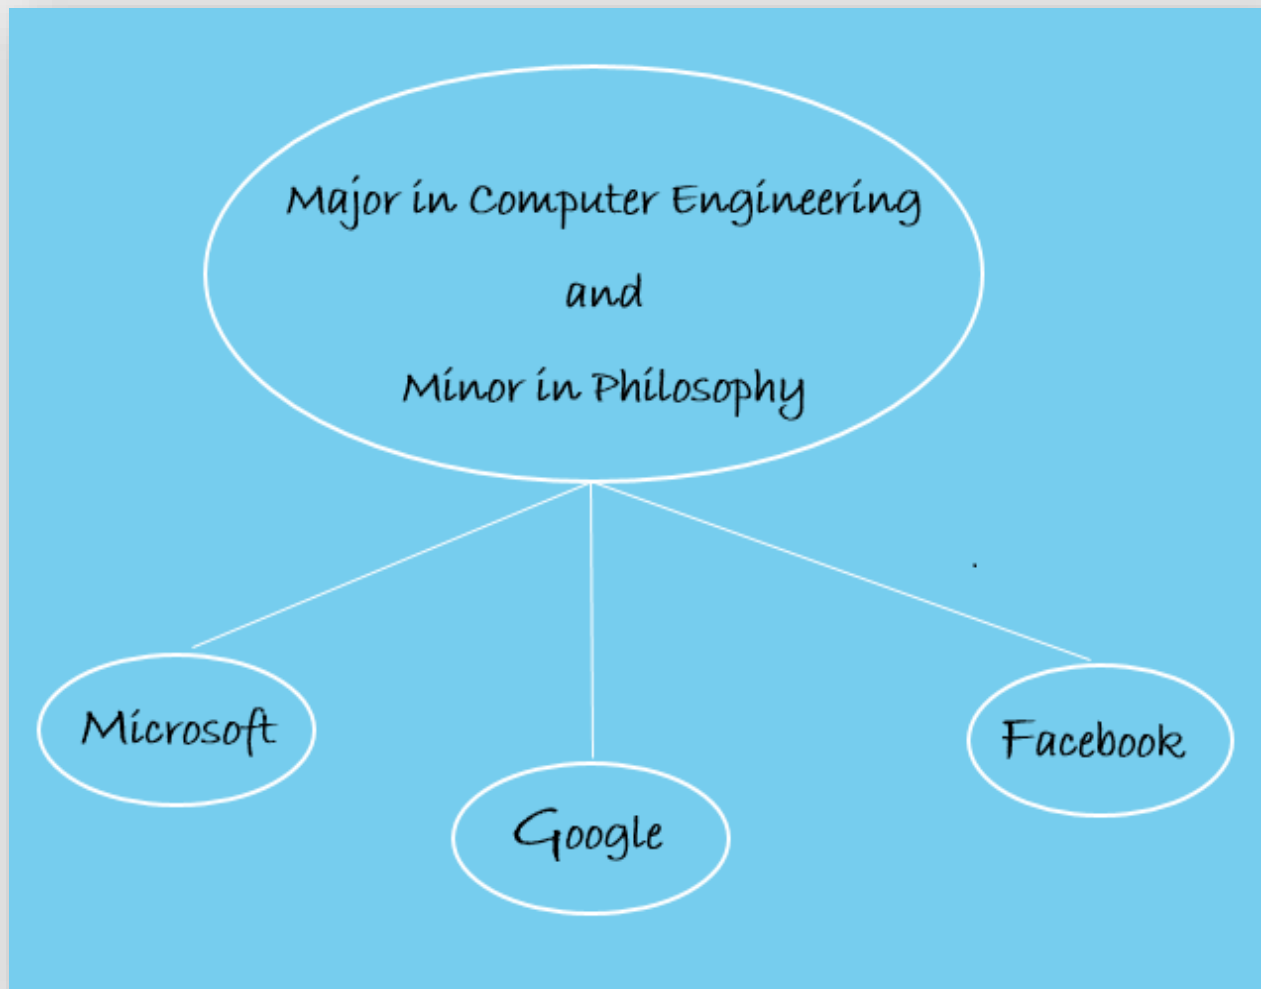 Major in Computer Engineering
and
Minor in Philosophy
Microsoft
Google
Facebook